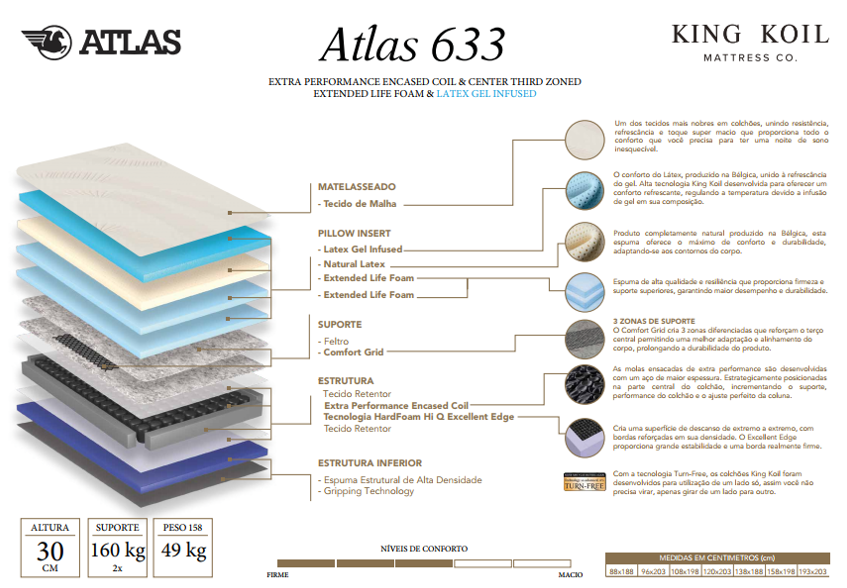 ATLAS
Atlas 633
KING KOIL
MATTRESS CO.
EXTRA PERFORMANCE ENCASED COIL & CENTER THIRD ZONED
EXTENDED LIFE FOAM & LATEX GEL INFUSED
MATELASSEADO
- Tecido de Malha
PILLOW INSERT
- Latex Gel Infused
- Natural Latex
- Extended Life Foam
- Extended Life Foam
SUPORTE
- Feltro
- Comfort Grid
ESTRUTURA
Tecido Retentor
Extra Performance Encased Coil
Tecnologia HardFoam Hi Q Excellent Edge
Tecido Retentor
ESTRUTURA INFERIOR
- Espuma Estrutural de Alta Densidade
- Gripping Technology
Um dos tecidos mais nobres em colchões, unindo resistência,
refrescância e toque super macio que proporciona todo o
conforto que você precisa para ter uma noite de sono
inesquecível.
O conforto do Látex, produzido na Bélgica, unido à refrescância
do gel. Alta tecnologia King Koil desenvolvida para oferecer um
conforto refrescante, regulando a temperatura devido a infusão
de gel em sua composição.
Produto completamente natural produzido na Bélgica, esta
espuma oferece o máximo de conforto e durabilidade,
adaptando-se aos contornos do corpo.
Espuma de alta qualidade e resiliência que proporciona firmeza e
suporte superiores, garantindo maior desempenho e durabilidade.
3 ZONAS DE SUPORTE
O Comfort Grid cria 3 zonas diferenciadas que reforçam o terço
central permitindo uma melhor adaptação e alinhamento do
corpo, prolongando a durabilidade do produto.
As molas ensacadas de extra performance são desenvolvidas
com um aço de maior espessura. Estrategicamente posicionadas
na parte central do colchão, incrementando o suporte,
performance do colchão e o ajuste perfeito da coluna.
Cria uma superfície de descanso de extremo a extremo, com
bordas reforçadas em sua densidade. O Excellent Edge
proporciona grande estabilidade e uma borda realmente firme.
TURN-FREE
Com a tecnologia Turn-Free, os colchões King Koil foram
desenvolvidos para utilização de um lado só, assim você não
precisa virar, apenas girar de um lado para outro.
ALTURA
30
CM
SUPORTE
160 kg
2x
PESO 158
49 kg
NÍVEIS DE CONFORTO
FIRME
MACIO
MEDIDAS EM CENTIMETROS (cm)
88x188 96x203 108x198 120x203 138x188 158x198 193x203